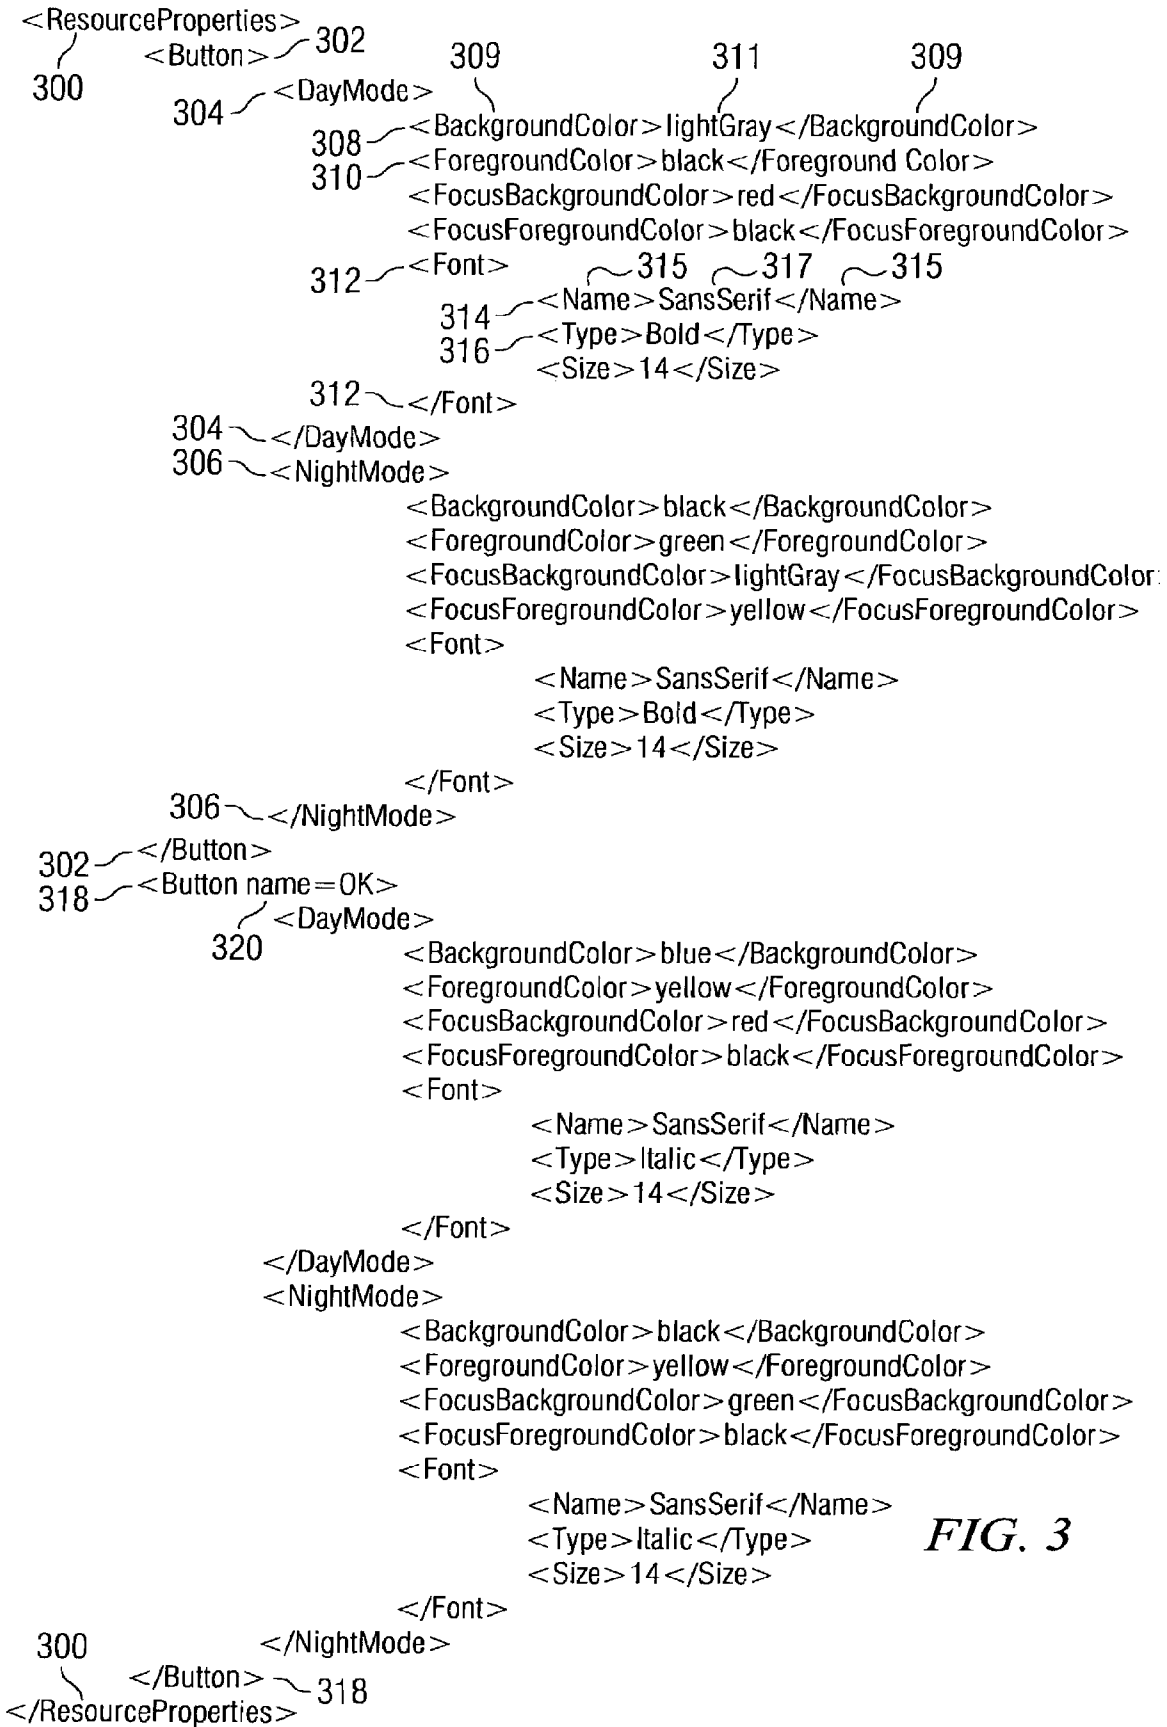 <ResourceProperties>
300
<Button> 302
309 311 309
304 <DayMode>
308 <BackgroundColor>lightGray</BackgroundColor>
310 <ForegroundColor>black</Foreground Color>
<FocusBackgroundColor>red</FocusBackgroundColor>
<FocusForegroundColor>black</FocusForegroundColor>
312 <Font>
315 317 315
314 <Name>SansSerif</Name>
316 <Type>Bold</Type>
<Size>14</Size>
312 </Font>
304 </DayMode>
306 <NightMode>
<BackgroundColor>black</BackgroundColor>
<ForegroundColor>green</ForegroundColor>
<FocusBackgroundColor>lightGray</FocusBackgroundColor
<FocusForegroundColor>yellow</FocusForegroundColor>
<Font>
<Name>SansSerif</Name>
<Type>Bold</Type>
<Size>14</Size>
</Font>
306 </NightMode>
302 </Button>
318 <Button name=OK>
320
<DayMode>
<BackgroundColor>blue</BackgroundColor>
<ForegroundColor>yellow</ForegroundColor>
<FocusBackgroundColor>red</FocusBackgroundColor>
<FocusForegroundColor>black</FocusForegroundColor>
<Font>
<Name>SansSerif</Name>
<Type>Italic</Type>
<Size>14</Size>
</Font>
</DayMode>
<NightMode>
<BackgroundColor>black</BackgroundColor>
<ForegroundColor>yellow</ForegroundColor>
<FocusBackgroundColor>green</FocusBackgroundColor>
<FocusForegroundColor>black</FocusForegroundColor>
<Font>
<Name>SansSerif</Name>
<Type>Italic</Type>
<Size>14</Size>
FIG. 3
</Font>
</NightMode>
300
</Button> 318
</ResourceProperties>